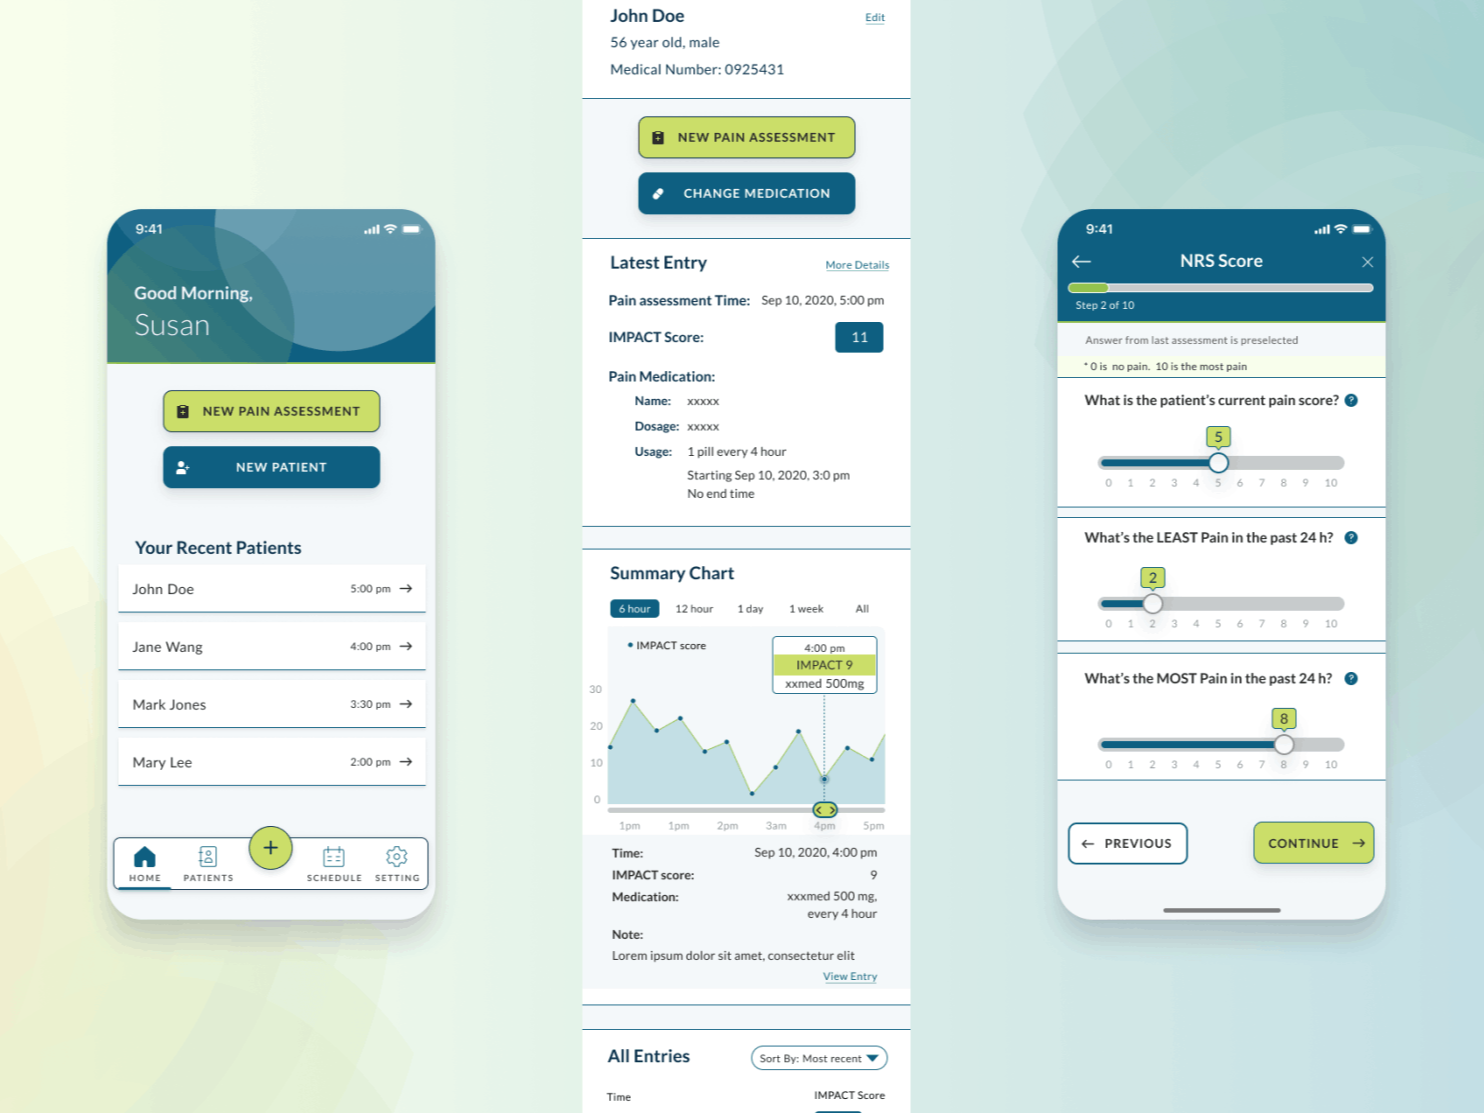 9:41
Good Morning,
Susan
NEW PAIN ASSESSMENT
NEW PATIENT
Your Recent Patients
John Doe 5:00 pm
Jane Wang 4:00 pm
Mark Jones 3:30 pm
Mary Lee 2:00 pm
+
HOME PATIENTS SCHEDULE SETTING
John Doe Edit
56 year old, male
Medical Number: 0925431
NEW PAIN ASSESSMENT
CHANGE MEDICATION
Latest Entry More Details
Pain assessment Time: Sep 10, 2020, 5:00 pm
IMPACT Score: 11
Pain Medication:
Name: xxxxx
Dosage: xxxxx
Usage: 1 pill every 4 hour
Starting Sep 10, 2020, 3:0 pm
No end time
Summary Chart
6 hour 12 hour 1 day 1 week All
IMPACT score
4:00 pm
IMPACT 9
xxmed 500mg
30
20
10
0
1pm 1pm 2pm 3am 4pm 5pm
Time: Sep 10, 2020, 4:00 pm
IMPACT score: 9
Medication: xxxmed 500 mg,
every 4 hour
Note:
Lorem ipsum dolor sit amet, consectetur elit
View Entry
All Entries Sort By: Most recent
Time IMPACT Score
9:41
NRS Score
Step 2 of 10
Answer from last assessment is preselected
* 0 is no pain. 10 is the most pain
What is the patient's current pain score? ?
5
0 1 2 3 4 5 6 7 8 9 10
What's the LEAST Pain in the past 24 h? ?
2
0 1 2 3 4 5 6 7 8 9 10
What's the MOST Pain in the past 24 h? ?
8
0 1 2 3 4 5 6 7 8 9 10
PREVIOUS CONTINUE